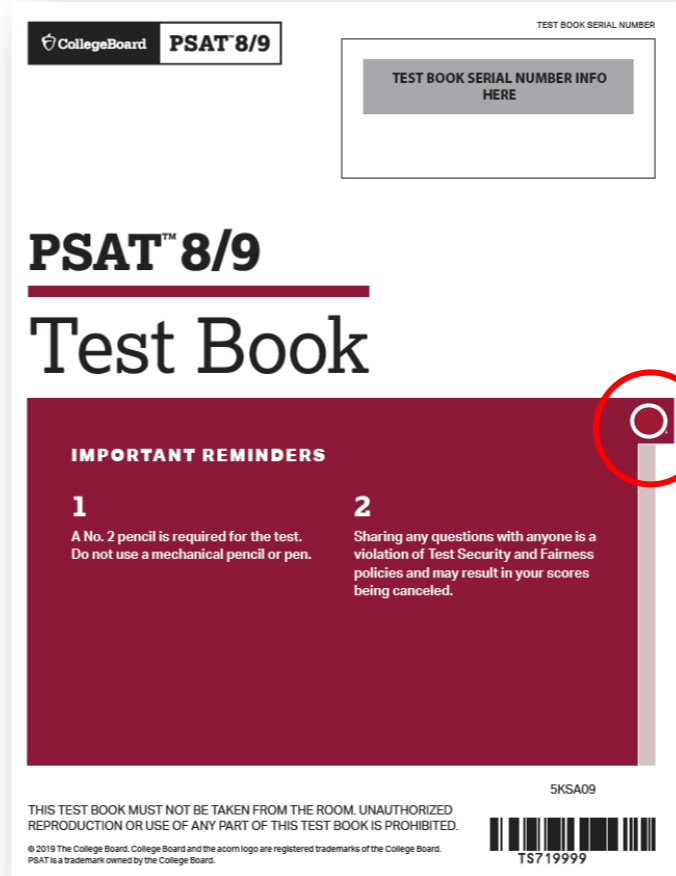 CollegeBoard PSAT™ 8/9
TEST BOOK SERIAL NUMBER
TEST BOOK SERIAL NUMBER INFO
HERE
PSAT™ 8/9
Test Book
IMPORTANT REMINDERS
1
A No. 2 pencil is required for the test.
Do not use a mechanical pencil or pen.
2
Sharing any questions with anyone is a
violation of Test Security and Fairness
policies and may result in your scores
being canceled.
5KSA09
THIS TEST BOOK MUST NOT BE TAKEN FROM THE ROOM. UNAUTHORIZED
REPRODUCTION OR USE OF ANY PART OF THIS TEST BOOK IS PROHIBITED.
© 2019 The College Board. College Board and the acorn logo are registered trademarks of the College Board.
PSAT is a trademark owned by the College Board.
TS719999